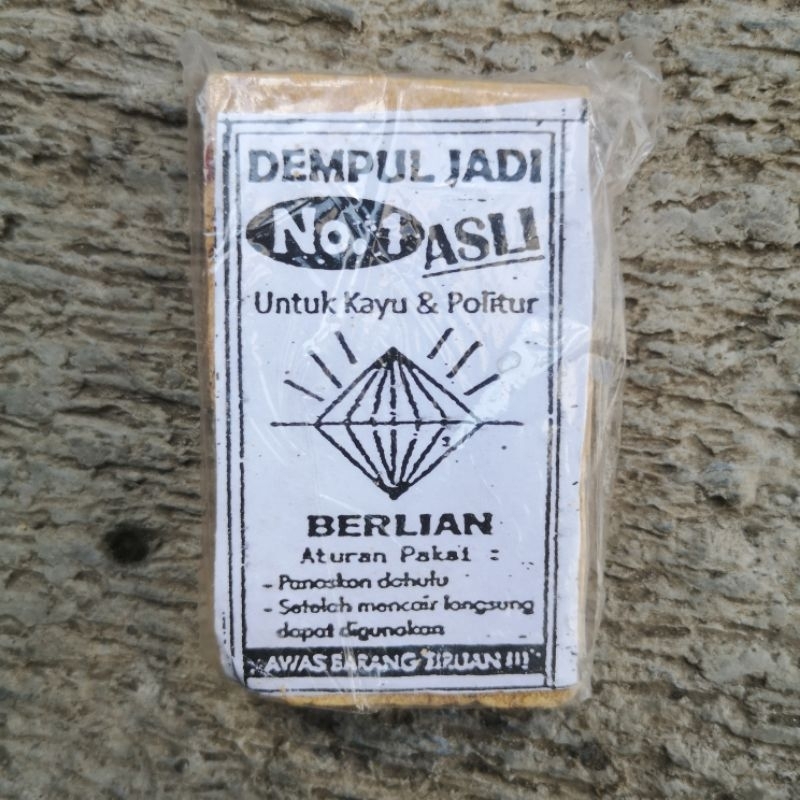 DEMPUL JADI
No. 1 ASLI
Untuk Kayu & Politur
BERLIAN
Aturan Pakai :
- Panaskan dahulu
- Setelah mencair langsung
dapat digunakan
AWAS BARANG TIRUAN !!!